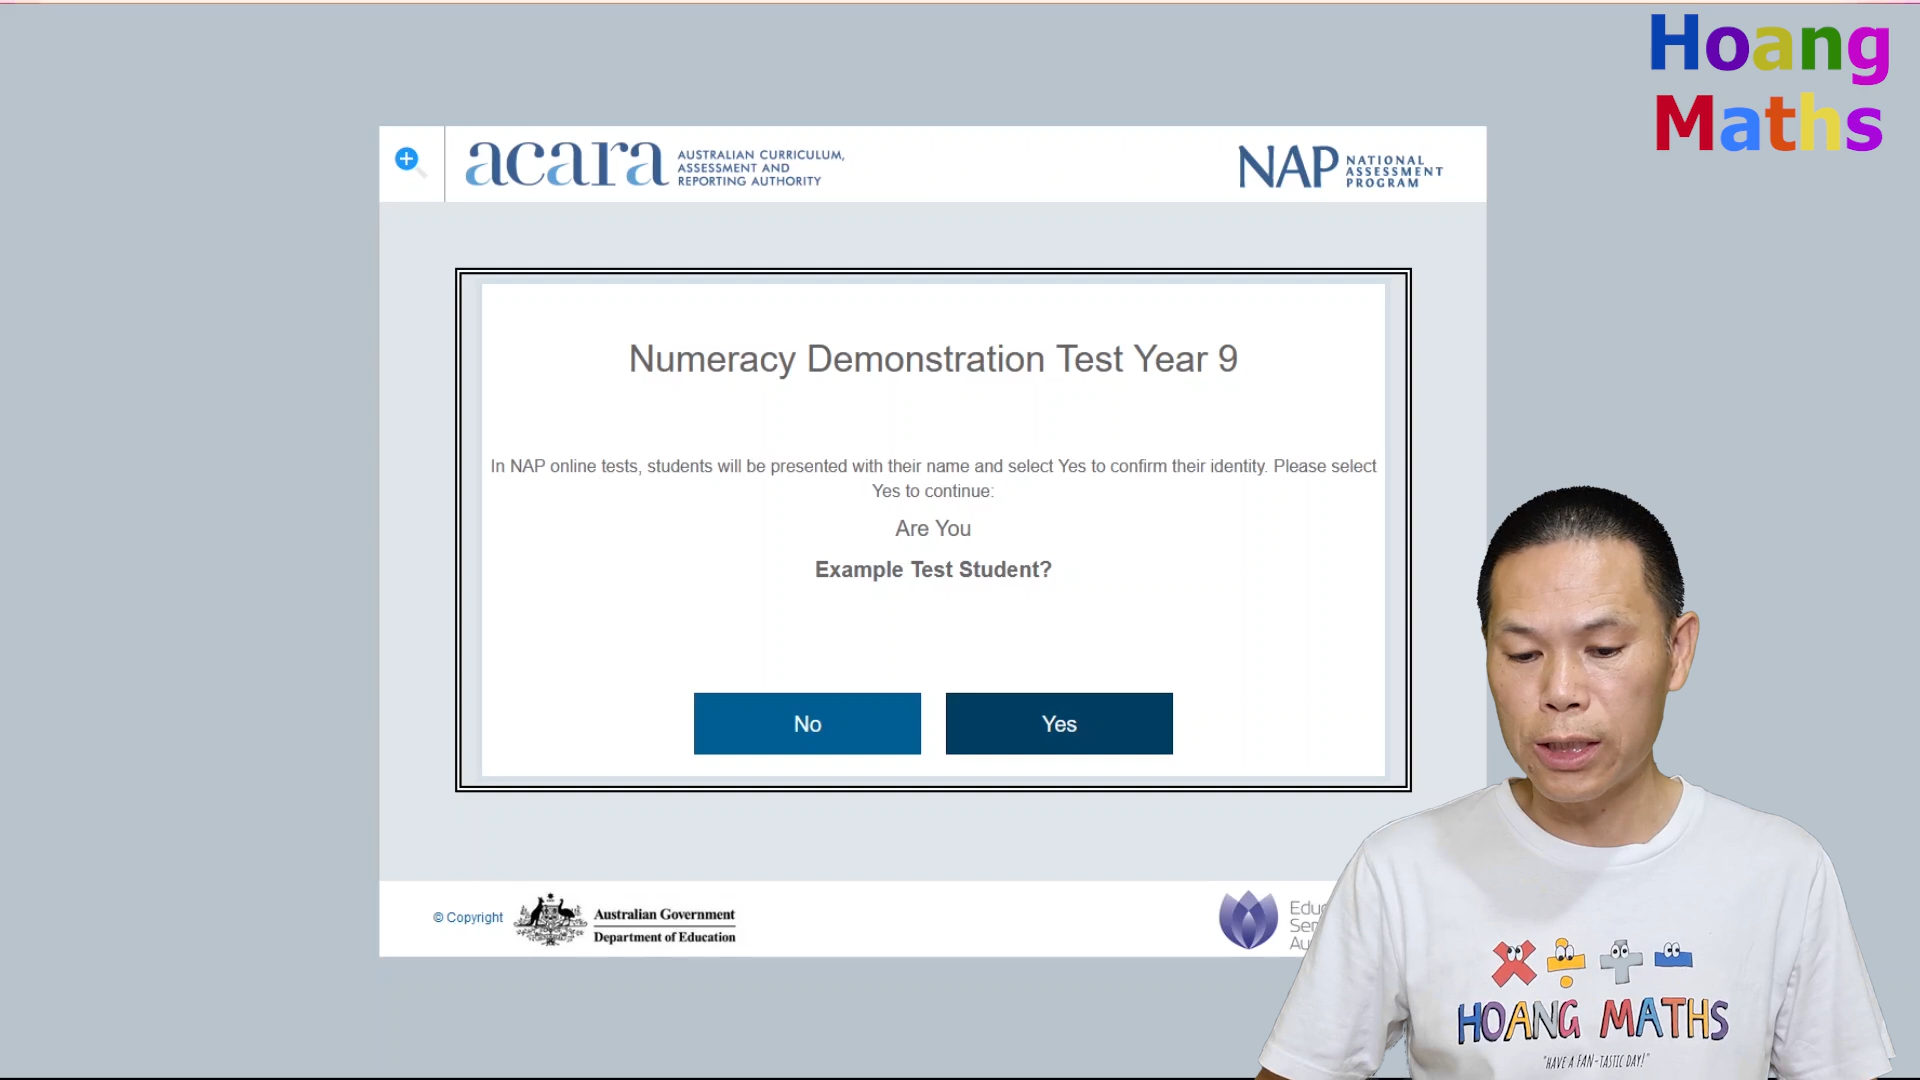 Hoang
Maths
acara AUSTRALIAN CURRICULUM,
ASSESSMENT AND
REPORTING AUTHORITY
NAP NATIONAL
ASSESSMENT
PROGRAM
Numeracy Demonstration Test Year 9
In NAP online tests, students will be presented with their name and select Yes to confirm their identity. Please select
Yes to continue:
Are You
Example Test Student?
No
Yes
© Copyright
Australian Government
Department of Education
HOANG MATHS
"HAVE A FAN-TASTIC DAY!"